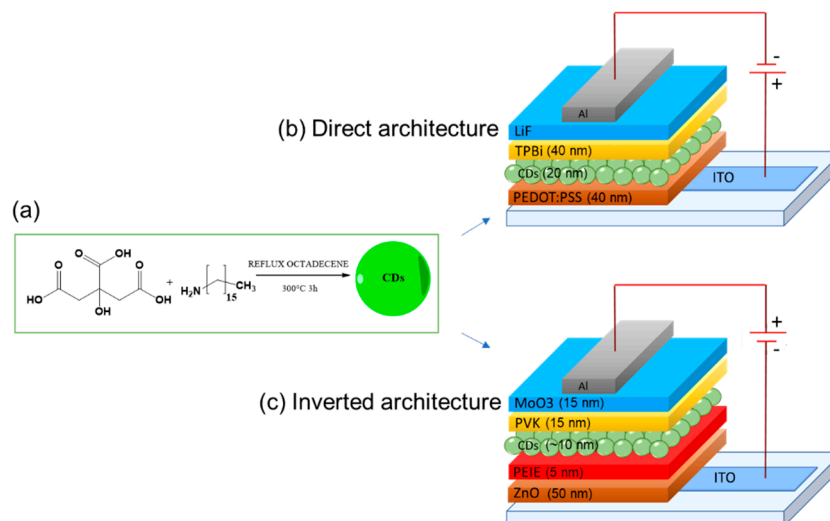 (a)
O
OH
O
O
HO
OH
OH
+
H₂N
15
CH₃
REFLUX OCTADECENE
300°C 3h
CDs
(b) Direct architecture
Al
LiF
TPBi (40 nm)
CDs (20 nm)
PEDOT:PSS (40 nm)
ITO
-
+
(c) Inverted architecture
Al
MoO3 (15 nm)
PVK (15 nm)
CDs (~10 nm)
PEIE (5 nm)
ZnO (50 nm)
ITO
+
-